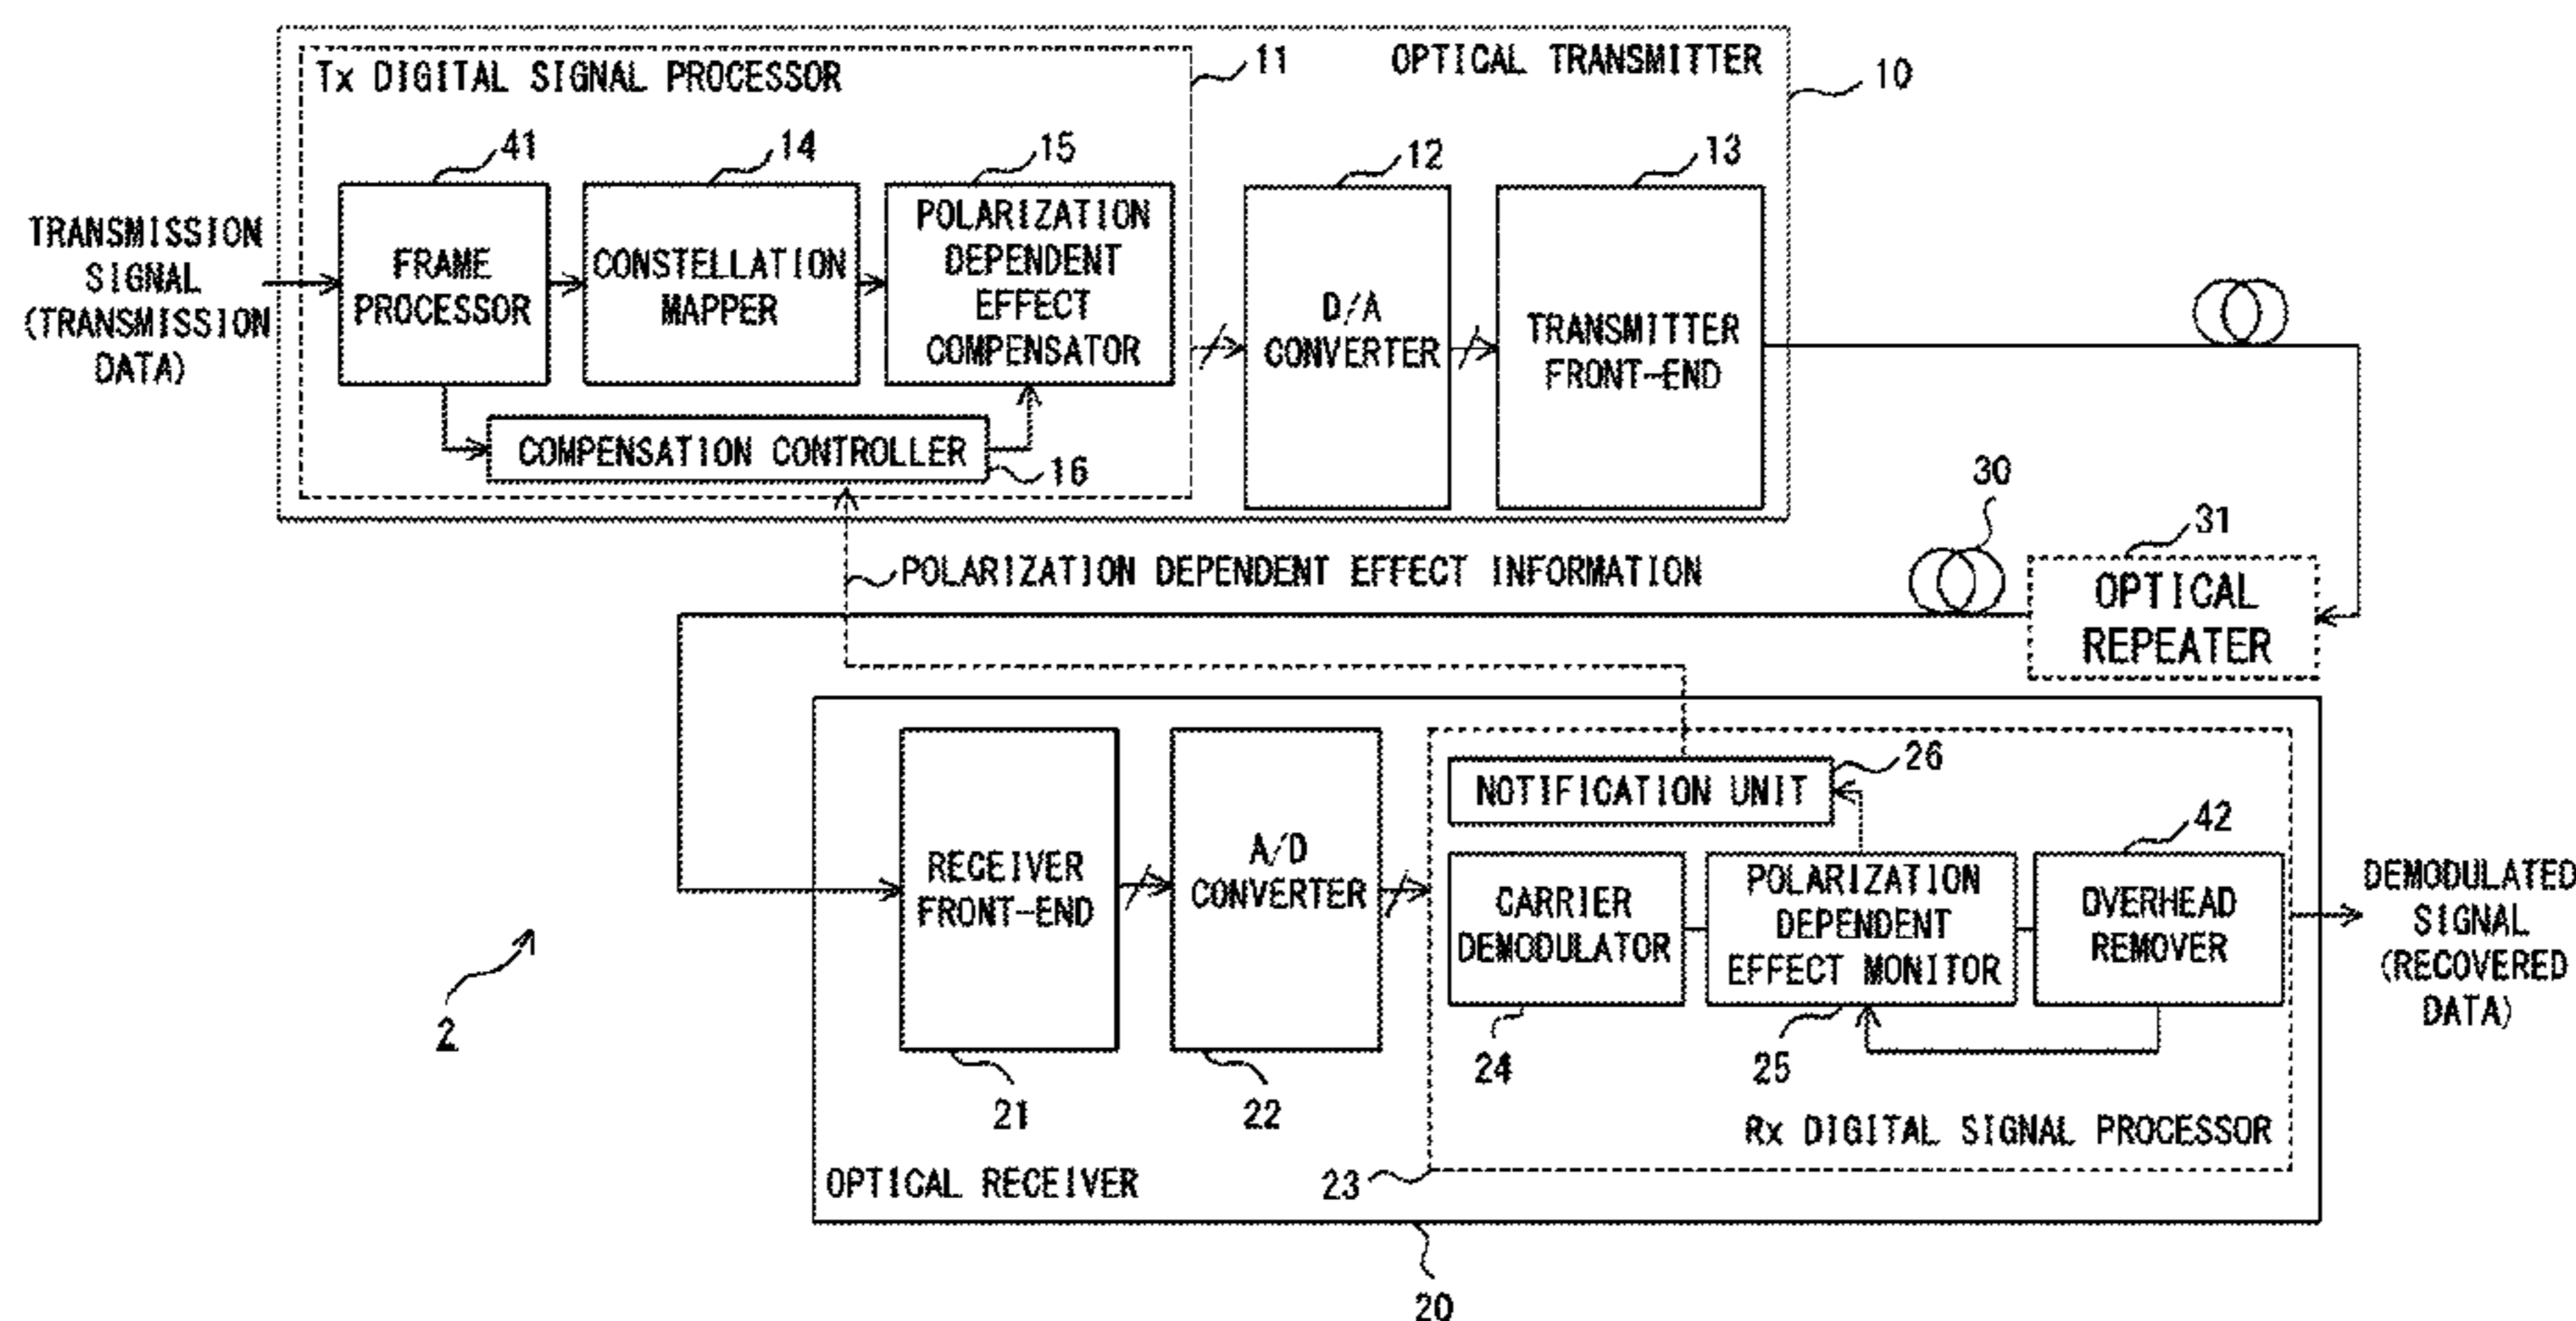 Tx DIGITAL SIGNAL PROCESSOR
11
OPTICAL TRANSMITTER
10
41
14
15
12
13
TRANSMISSION
SIGNAL
(TRANSMISSION
DATA)
FRAME
PROCESSOR
CONSTELLATION
MAPPER
POLARIZATION
DEPENDENT
EFFECT
COMPENSATOR
D/A
CONVERTER
TRANSMITTER
FRONT-END
COMPENSATION CONTROLLER
16
30
31
OPTICAL
REPEATER
POLARIZATION DEPENDENT EFFECT INFORMATION
2
RECEIVER
FRONT-END
21
A/D
CONVERTER
22
NOTIFICATION UNIT
26
42
CARRIER
DEMODULATOR
24
POLARIZATION
DEPENDENT
EFFECT MONITOR
25
OVERHEAD
REMOVER
DEMODULATED
SIGNAL
(RECOVERED
DATA)
Rx DIGITAL SIGNAL PROCESSOR
23
OPTICAL RECEIVER
20